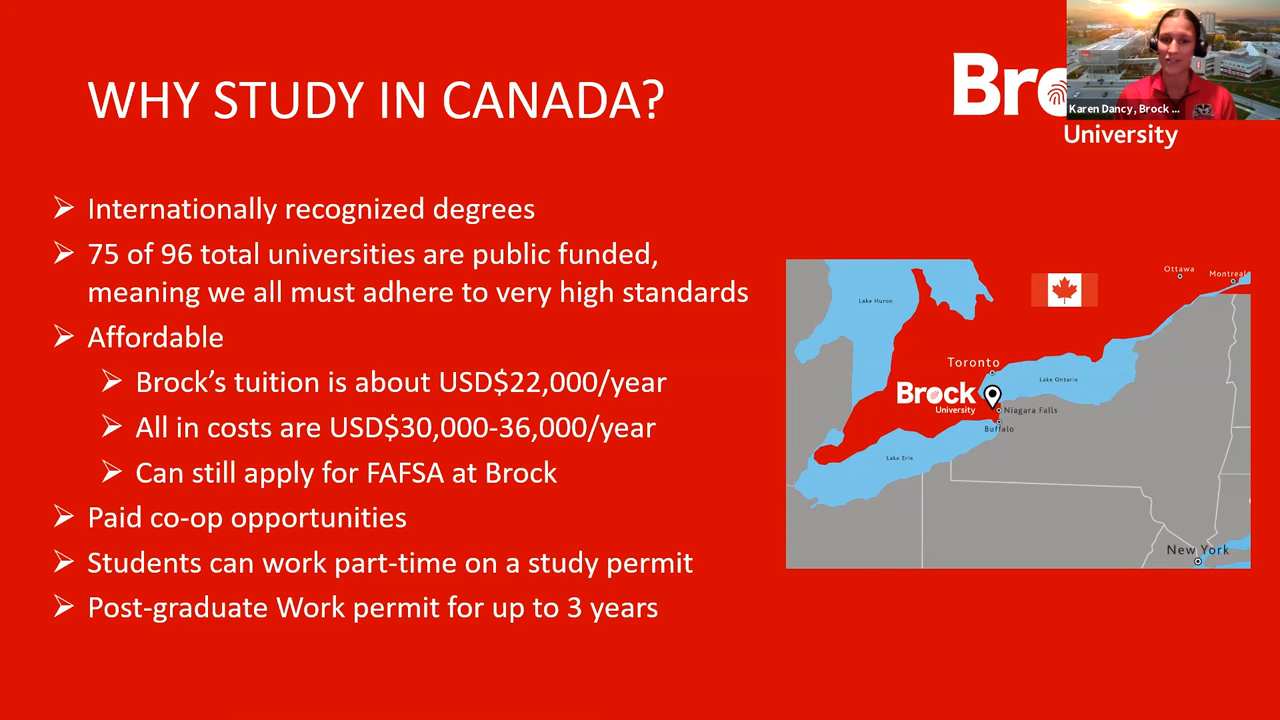 WHY STUDY IN CANADA?
Karen Dancy, Brock ...
University
➢ Internationally recognized degrees
➢ 75 of 96 total universities are public funded,
meaning we all must adhere to very high standards
➢ Affordable
➢ Brock’s tuition is about USD$22,000/year
➢ All in costs are USD$30,000-36,000/year
➢ Can still apply for FAFSA at Brock
➢ Paid co-op opportunities
➢ Students can work part-time on a study permit
➢ Post-graduate Work permit for up to 3 years
Ottawa
Montreal
Lake Huron
Toronto
Lake Ontario
Brock
University
Niagara Falls
Buffalo
Lake Erie
New York